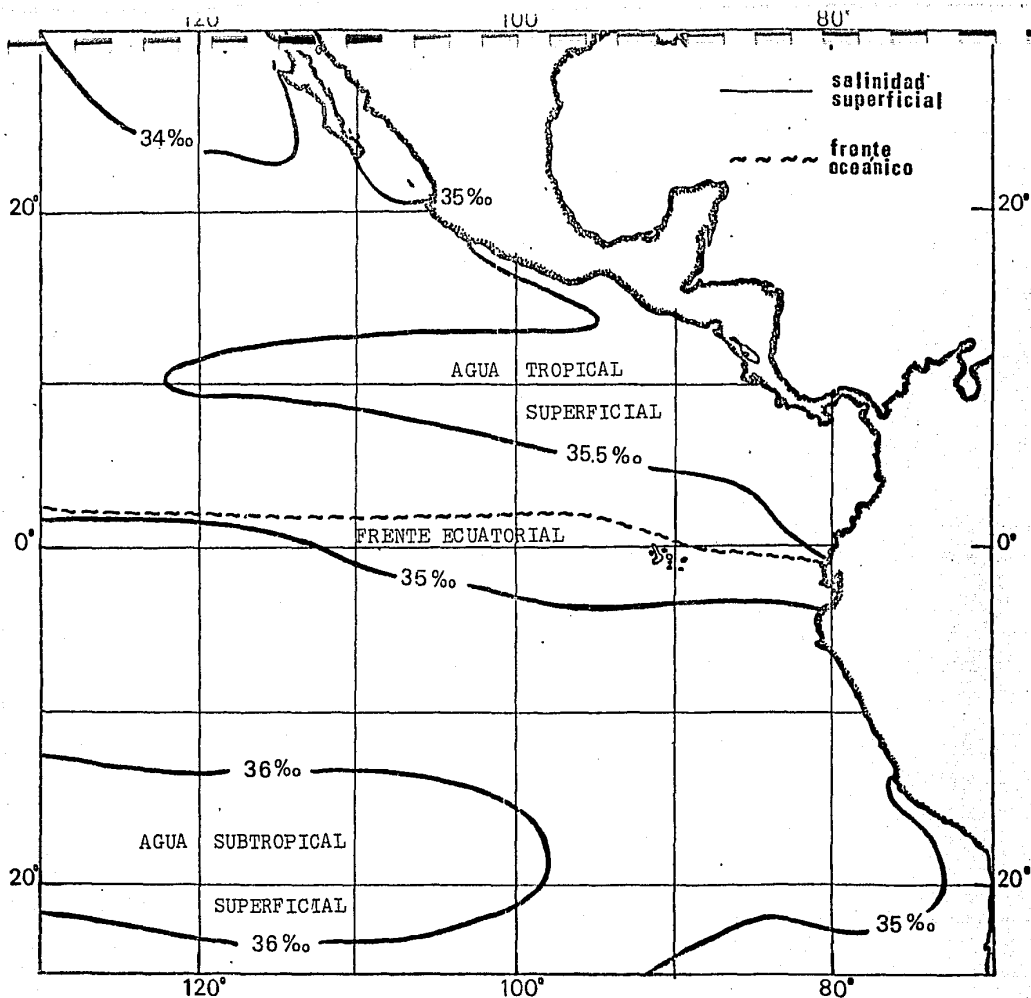 120
100
80°
salinidad
superficial
34‰
frente
oceánico
35‰
20°
20°
AGUA TROPICAL
SUPERFICIAL
35.5‰
0°
FRENTE ECUATORIAL
0°
35‰
36‰
AGUA SUBTROPICAL
20°
20°
SUPERFICIAL
35‰
36‰
120°
100°
80°